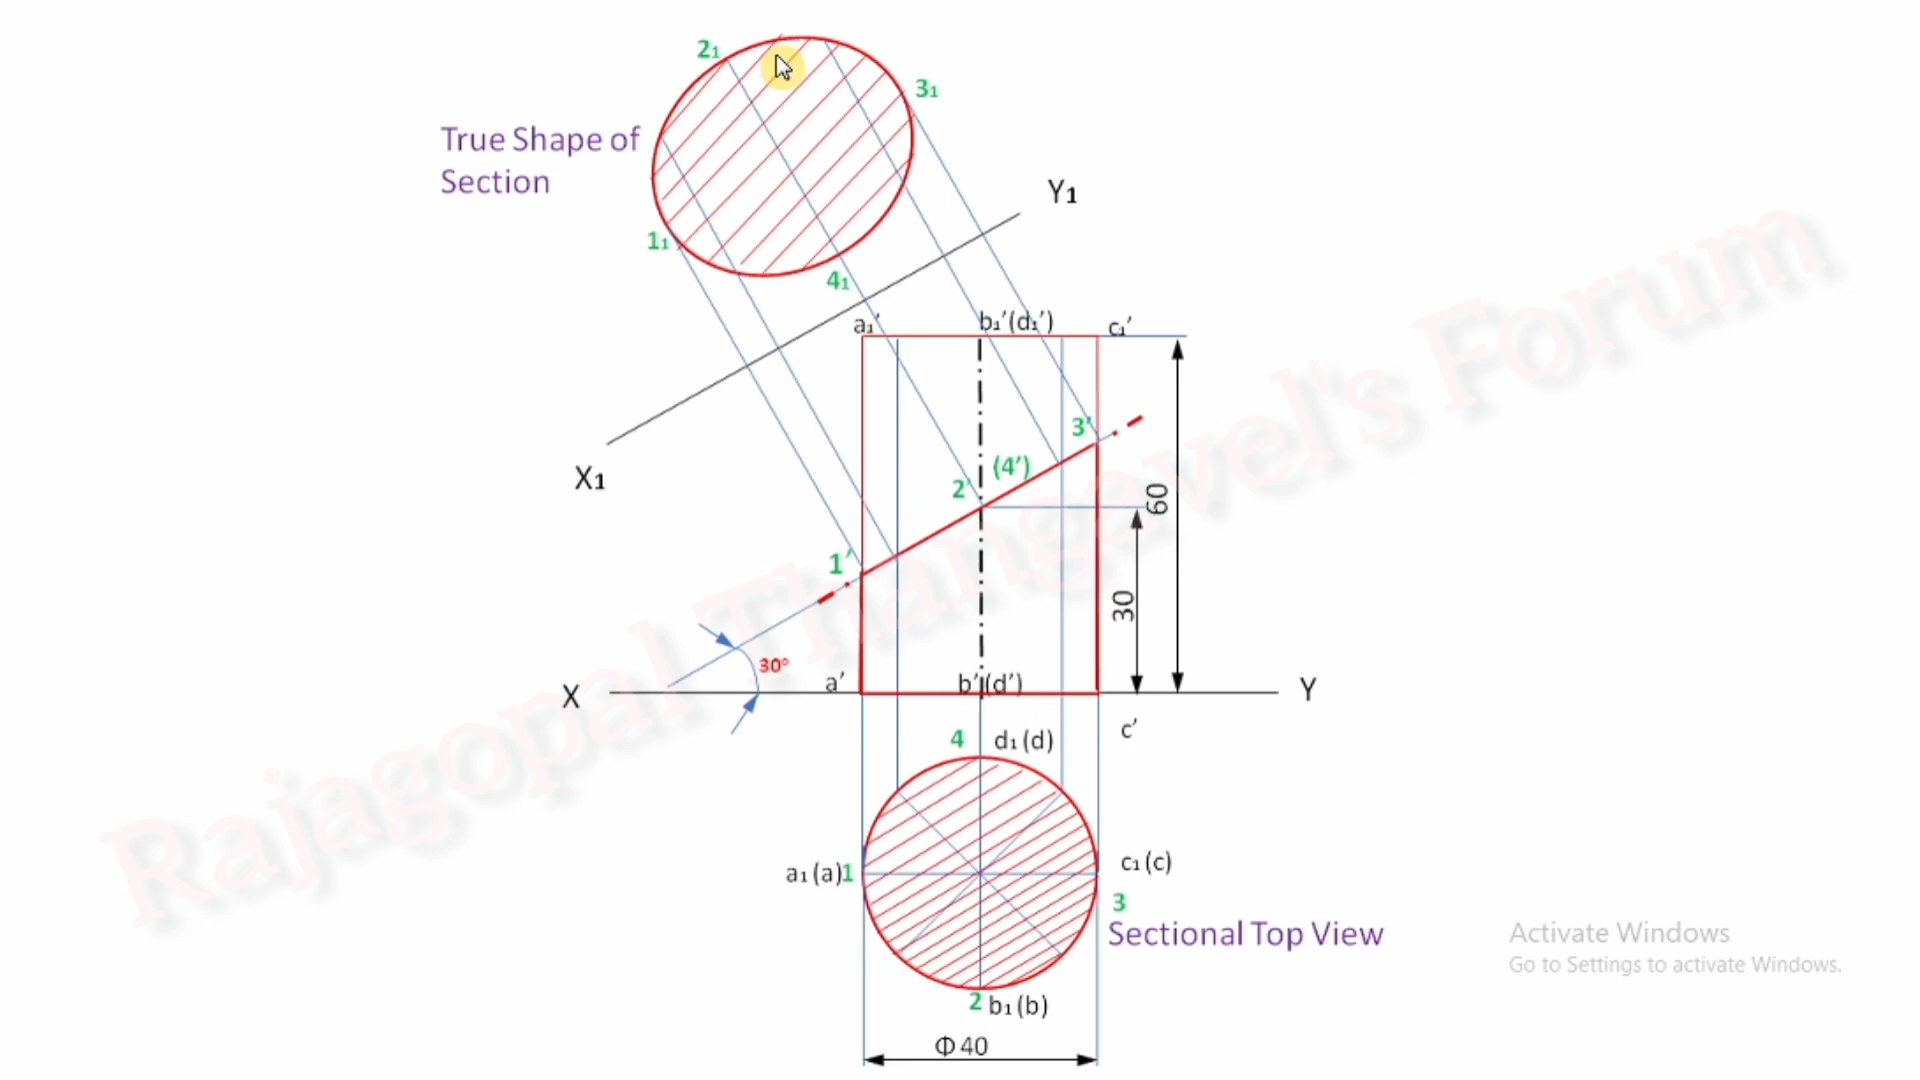 2₁
3₁
True Shape of
Section
Y₁
1₁
4₁
a₁'
b₁'(d₁')
c₁'
3'
(4')
X₁
2'
60
1'
30
30°
a'
b'(d')
X
Y
c'
4
d₁ (d)
a₁ (a)
1
c₁ (c)
3
Sectional Top View
2
b₁ (b)
Φ 40
Rajagopal Thangavel's Forum
Activate Windows
Go to Settings to activate Windows.